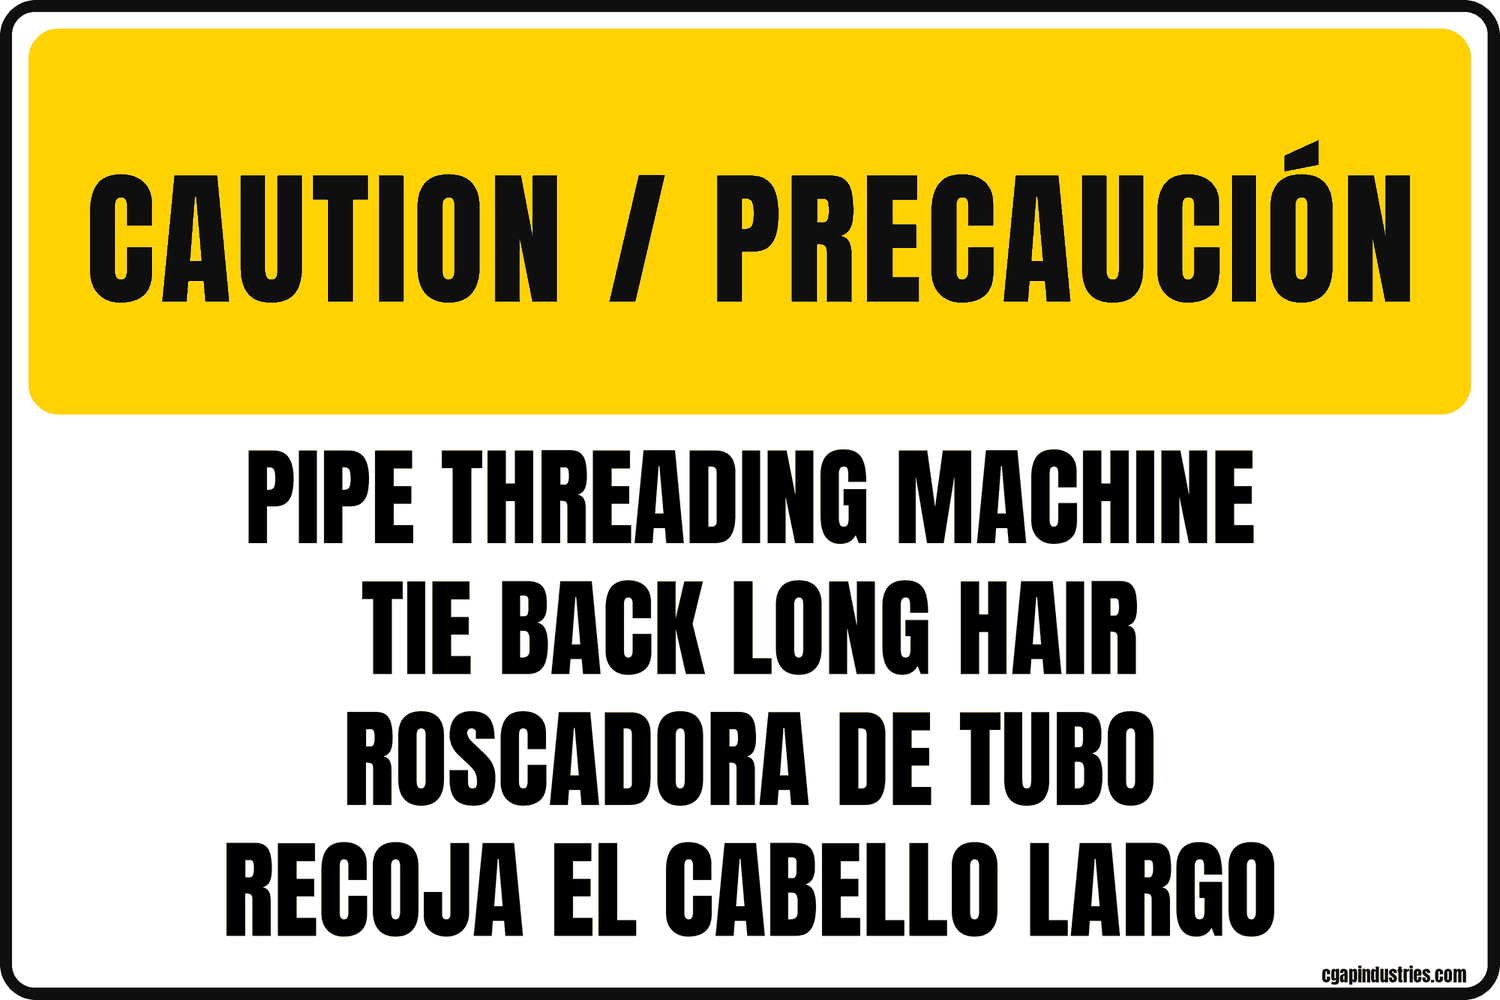 CAUTION / PRECAUCIÓN
PIPE THREADING MACHINE
TIE BACK LONG HAIR
ROSCADORA DE TUBO
RECOJA EL CABELLO LARGO
cgapindustries.com